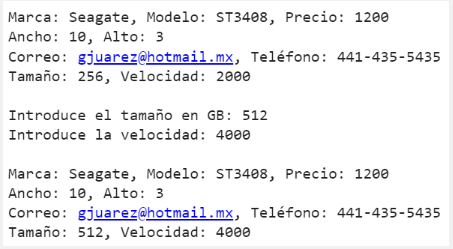 Marca: Seagate, Modelo: ST3408, Precio: 1200
Ancho: 10, Alto: 3
Correo: gjuarez@hotmail.mx, Teléfono: 441-435-5435
Tamaño: 256, Velocidad: 2000
Introduce el tamaño en GB: 512
Introduce la velocidad: 4000
Marca: Seagate, Modelo: ST3408, Precio: 1200
Ancho: 10, Alto: 3
Correo: gjuarez@hotmail.mx, Teléfono: 441-435-5435
Tamaño: 512, Velocidad: 4000